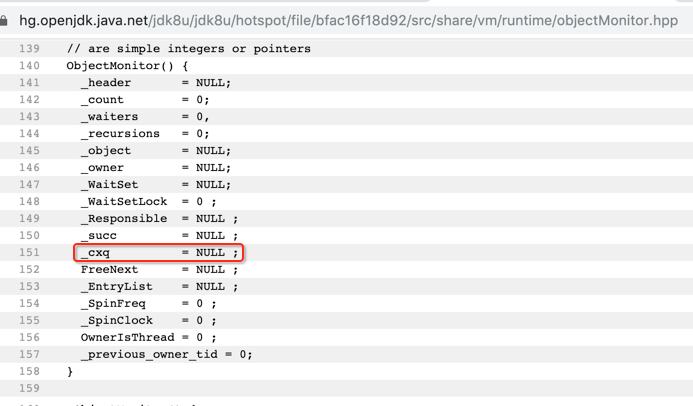 hg.openjdk.java.net/jdk8u/jdk8u/hotspot/file/bfac16f18d92/src/share/vm/runtime/objectMonitor.hpp
139 // are simple integers or pointers
140 ObjectMonitor() {
141 _header = NULL;
142 _count = 0;
143 _waiters = 0,
144 _recursions = 0;
145 _object = NULL;
146 _owner = NULL;
147 _WaitSet = NULL;
148 _WaitSetLock = 0 ;
149 _Responsible = NULL ;
150 _succ = NULL ;
151 _cxq = NULL ;
152 FreeNext = NULL ;
153 _EntryList = NULL ;
154 _SpinFreq = 0 ;
155 _SpinClock = 0 ;
156 OwnerIsThread = 0 ;
157 _previous_owner_tid = 0;
158 }
159